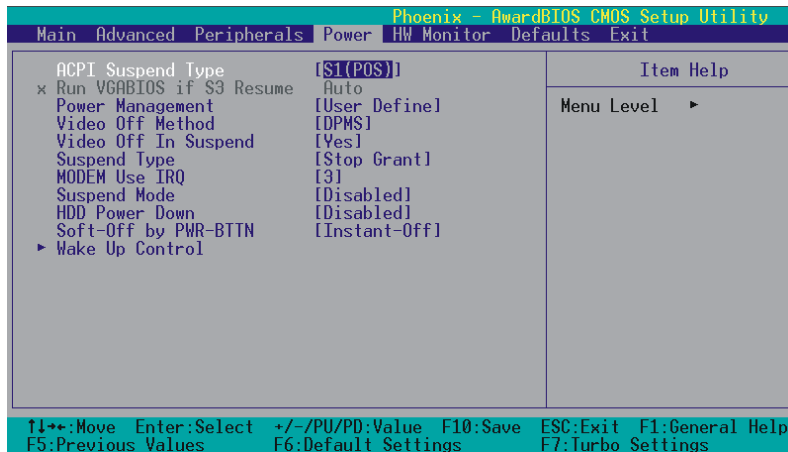 Phoenix - AwardBIOS CMOS Setup Utility
Main Advanced Peripherals Power HW Monitor Defaults Exit
ACPI Suspend Type [S1(POS)]
x Run VGABIOS if S3 Resume Auto
Power Management [User Define]
Video Off Method [DPMS]
Video Off In Suspend [Yes]
Suspend Type [Stop Grant]
MODEM Use IRQ [3]
Suspend Mode [Disabled]
HDD Power Down [Disabled]
Soft-Off by PWR-BTTN [Instant-Off]
▶ Wake Up Control
Item Help
Menu Level ▶
↑↓→←:Move Enter:Select +/-/PU/PD:Value F10:Save ESC:Exit F1:General Help
F5:Previous Values F6:Default Settings F7:Turbo Settings